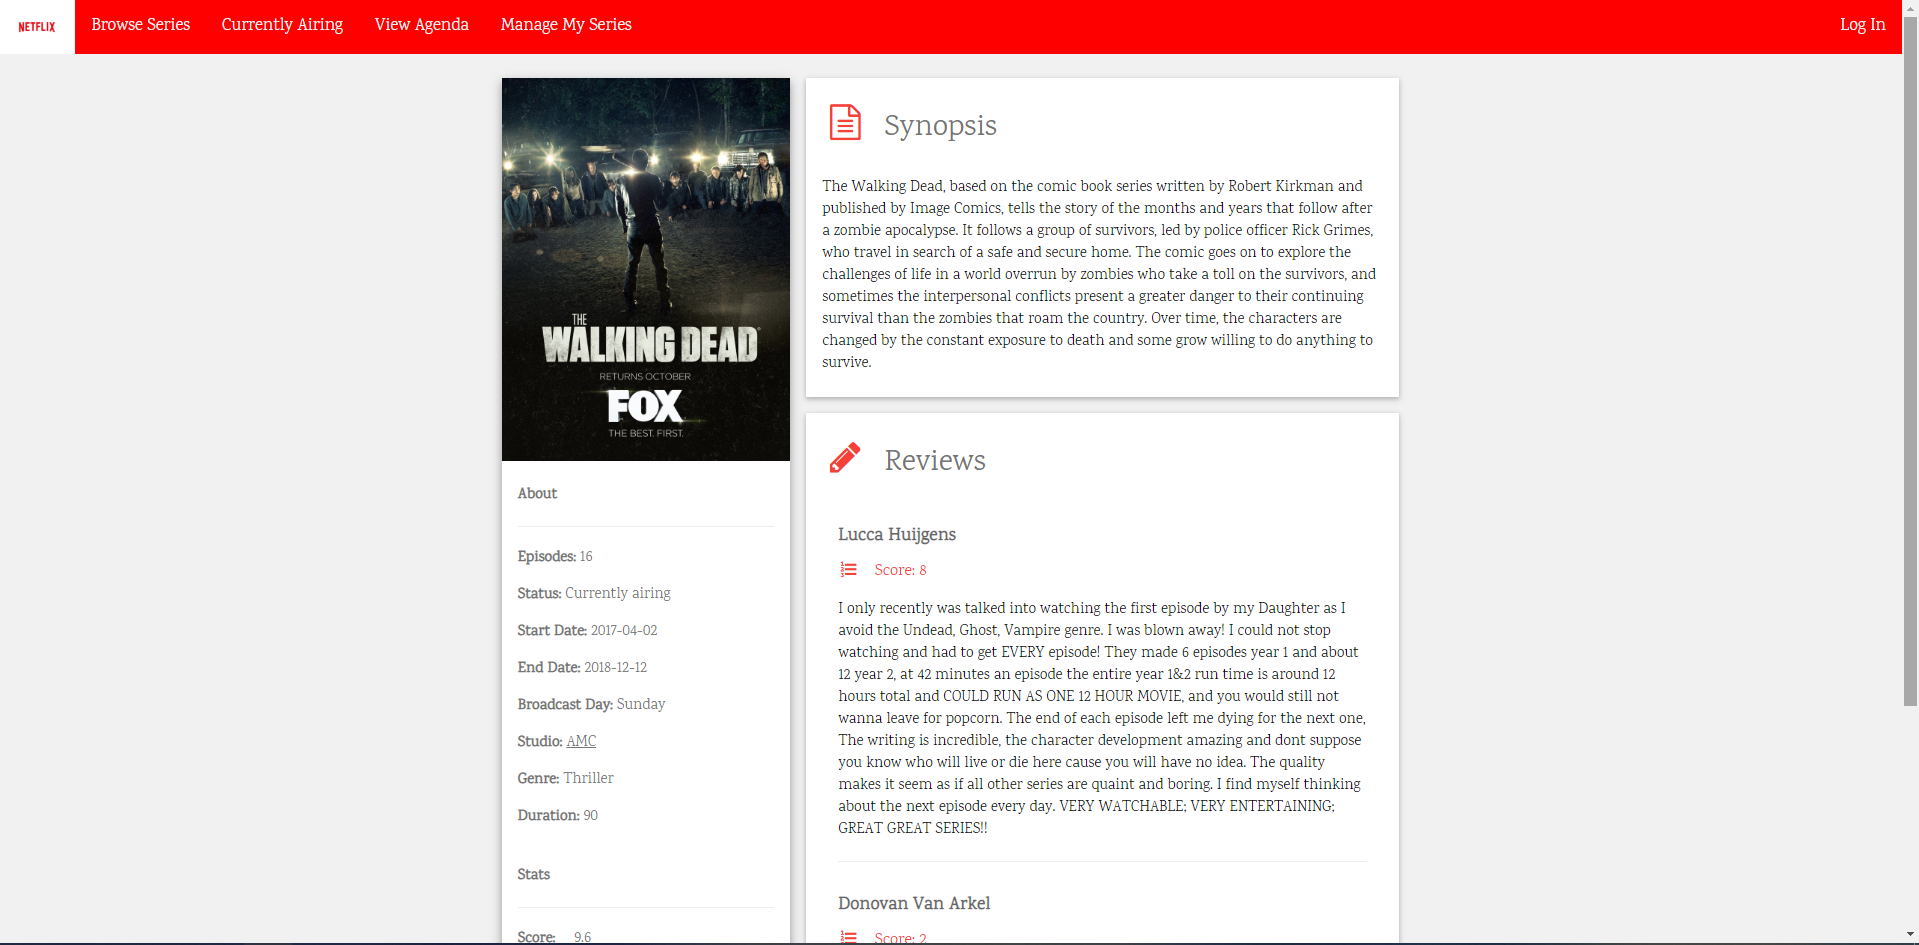 NETFLIX
Browse Series
Currently Airing
View Agenda
Manage My Series
Log In
THE
WALKING DEAD
RETURNS OCTOBER
FOX
THE BEST. FIRST.
About
Episodes: 16
Status: Currently airing
Start Date: 2017-04-02
End Date: 2018-12-12
Broadcast Day: Sunday
Studio: AMC
Genre: Thriller
Duration: 90
Stats
Score: 9.6
Synopsis
The Walking Dead, based on the comic book series written by Robert Kirkman and
published by Image Comics, tells the story of the months and years that follow after
a zombie apocalypse. It follows a group of survivors, led by police officer Rick Grimes,
who travel in search of a safe and secure home. The comic goes on to explore the
challenges of life in a world overrun by zombies who take a toll on the survivors, and
sometimes the interpersonal conflicts present a greater danger to their continuing
survival than the zombies that roam the country. Over time, the characters are
changed by the constant exposure to death and some grow willing to do anything to
survive.
Reviews
Lucca Huijgens
Score: 8
I only recently was talked into watching the first episode by my Daughter as I
avoid the Undead, Ghost, Vampire genre. I was blown away! I could not stop
watching and had to get EVERY episode! They made 6 episodes year 1 and about
12 year 2, at 42 minutes an episode the entire year 1&2 run time is around 12
hours total and COULD RUN AS ONE 12 HOUR MOVIE, and you would still not
wanna leave for popcorn. The end of each episode left me dying for the next one,
The writing is incredible, the character development amazing and dont suppose
you know who will live or die here cause you will have no idea. The quality
makes it seem as if all other series are quaint and boring. I find myself thinking
about the next episode every day. VERY WATCHABLE; VERY ENTERTAINING;
GREAT GREAT SERIES!!
Donovan Van Arkel
Score: 2